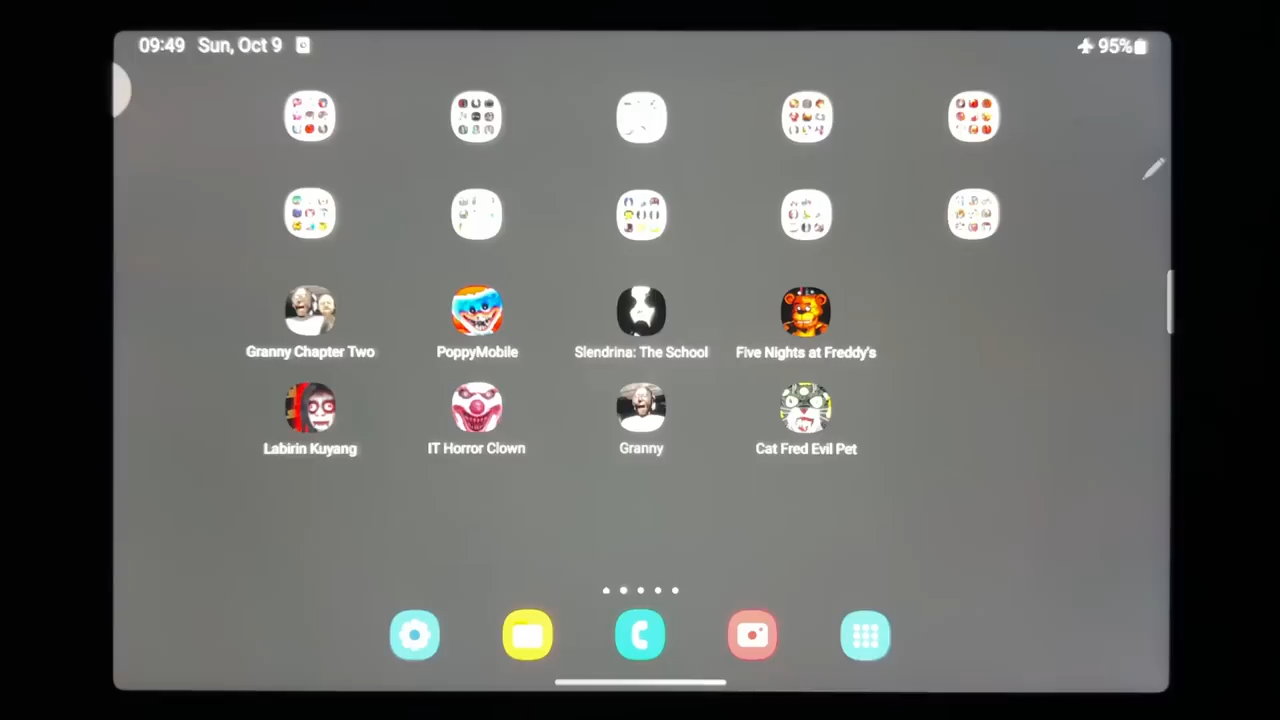 09:49 Sun, Oct 9
95%
Granny Chapter Two
PoppyMobile
Slendrina: The School
Five Nights at Freddy's
Labirin Kuyang
IT Horror Clown
Granny
Cat Fred Evil Pet